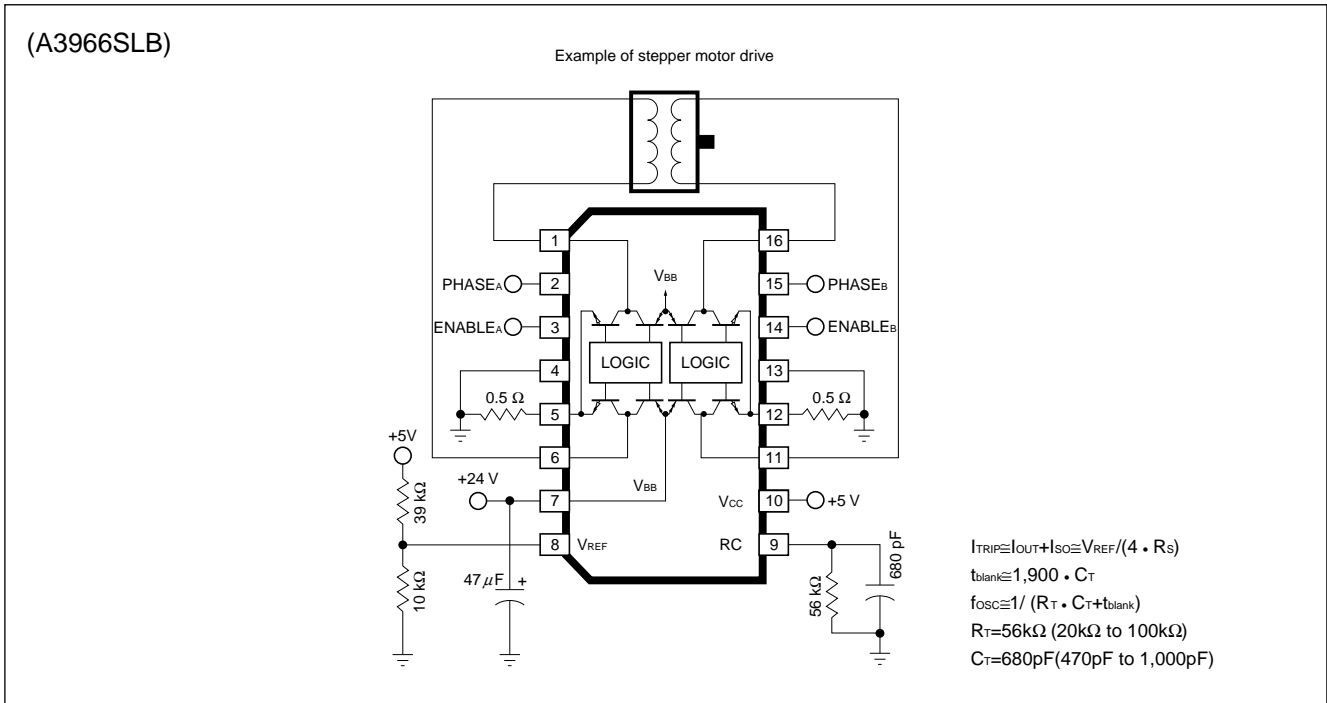 (A3966SLB)
Example of stepper motor drive
1
16
VBB
PHASEA
2
15
PHASEB
ENABLEA
3
14
ENABLEB
LOGIC
LOGIC
4
13
0.5 Ω
5
12
0.5 Ω
+5V
6
11
39 kΩ
+24 V
7
VBB
VCC
10
+5 V
8
VREF
RC
9
680 pF
10 kΩ
47μF
+
56 kΩ
ITRIP≅IOUT+ISO≅VREF/(4 • RS)
tblank≅1,900 • CT
fOSC≅1/ (RT • CT+tblank)
RT=56kΩ (20kΩ to 100kΩ)
CT=680pF(470pF to 1,000pF)